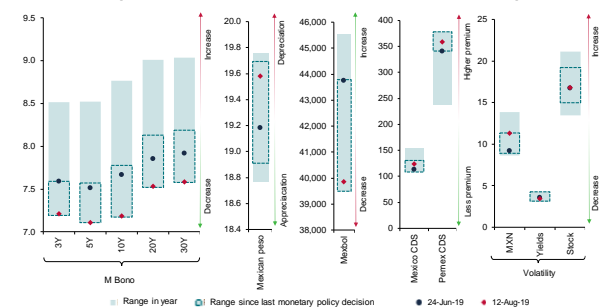 9.5
9.0
8.5
8.0
7.5
7.0
3Y
5Y
10Y
20Y
30Y
M Bono
Increase
Decrease
20.0
19.8
19.6
19.4
19.2
19.0
18.8
18.6
18.4
Mexican peso
Depreciation
Appreciacation
46,000
45,000
44,000
43,000
42,000
41,000
40,000
39,000
38,000
Mexbol
Increase
Decrease
400
350
300
250
200
150
100
50
0
Mexico CDS
Pemex CDS
Higher premium
Less premium
25
20
15
10
5
0
MXN
Yields
Stock
Volatility
Increase
Decrease
Range in year
Range since last monetary policy decision
24-Jun-19
12-Aug-19